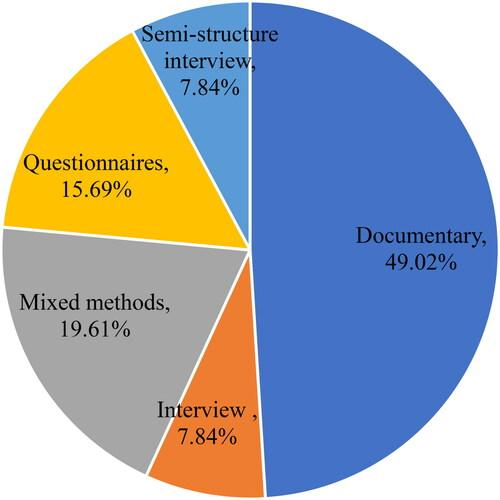 Semi-structure
interview,
7.84%
Questionnaires,
15.69%
Documentary,
49.02%
Mixed methods,
19.61%
Interview ,
7.84%